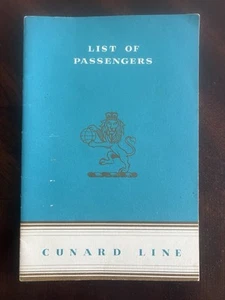 LIST OF
PASSENGERS
CUNARD LINE